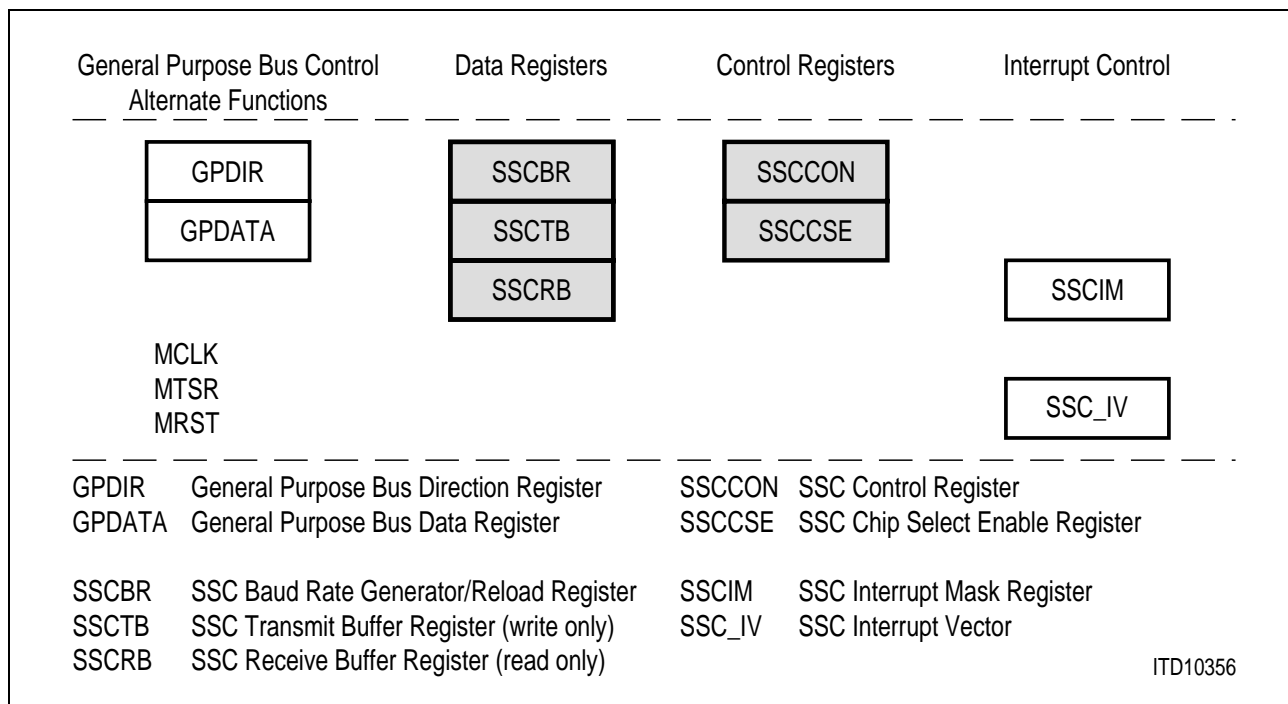 General Purpose Bus Control Data Registers Control Registers Interrupt Control
Alternate Functions
GPDIR SSCBR SSCCON
GPDATA SSCTB SSCCSE
SSCRB SSCIM
MCLK
MTSR
MRST
SSC_IV
GPDIR General Purpose Bus Direction Register SSCCON SSC Control Register
GPDATA General Purpose Bus Data Register SSCCSE SSC Chip Select Enable Register
SSCBR SSC Baud Rate Generator/Reload Register SSCIM SSC Interrupt Mask Register
SSCTB SSC Transmit Buffer Register (write only) SSC_IV SSC Interrupt Vector
SSCRB SSC Receive Buffer Register (read only)
ITD10356